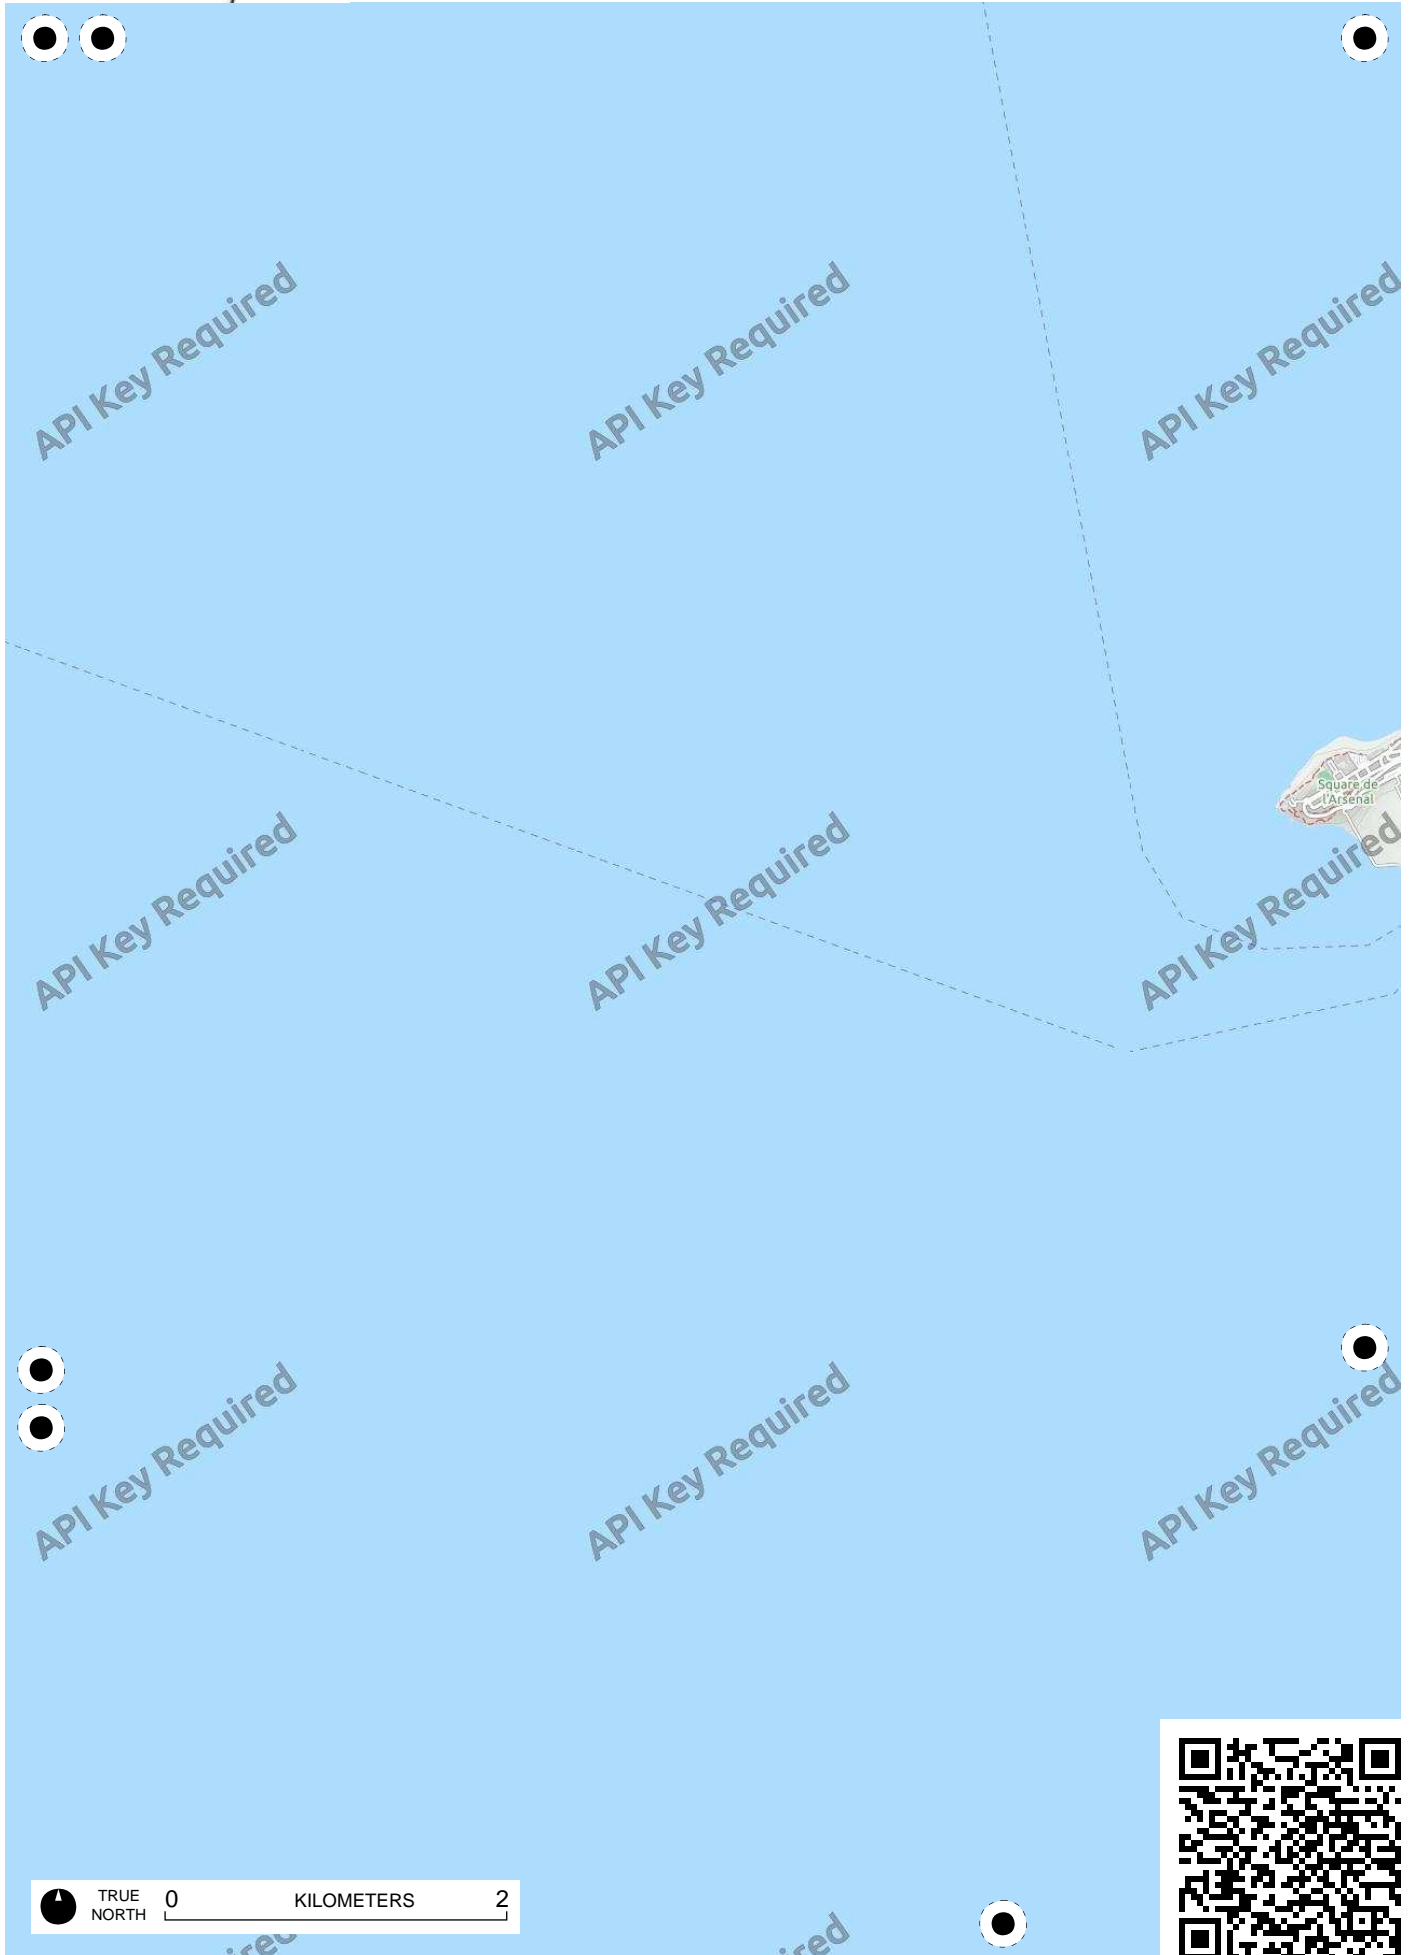 API Key Required
API Key Required
API Key Required
Square de
l'Arsenal
API Key Required
API Key Required
API Key Required
API Key Required
API Key Required
API Key Required
TRUE
NORTH
0 KILOMETERS 2